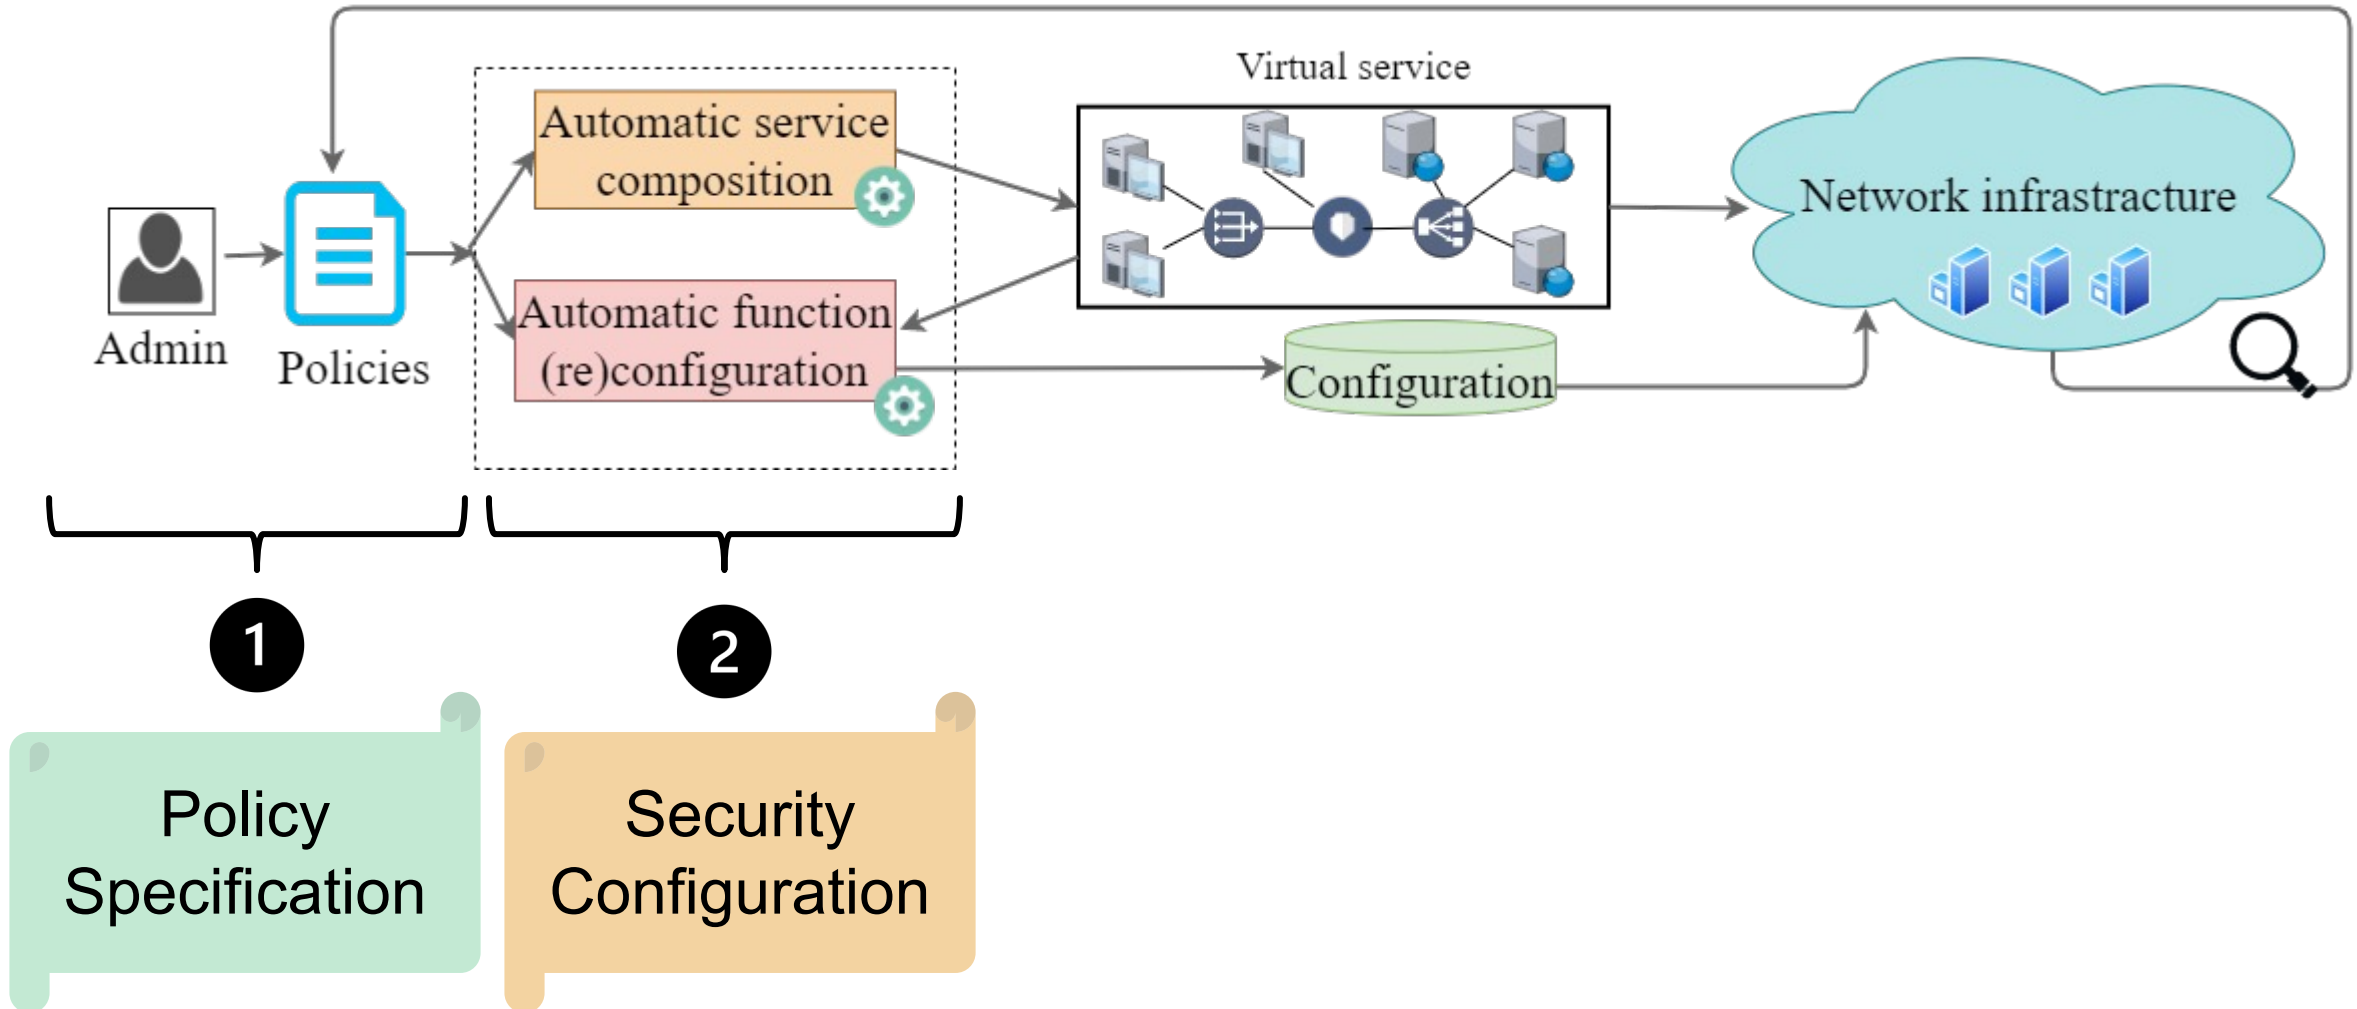 Virtual service
Automatic service
composition
Network infrastracture
Admin
Policies
Automatic function
(re)configuration
Configuration
1
2
Policy
Specification
Security
Configuration